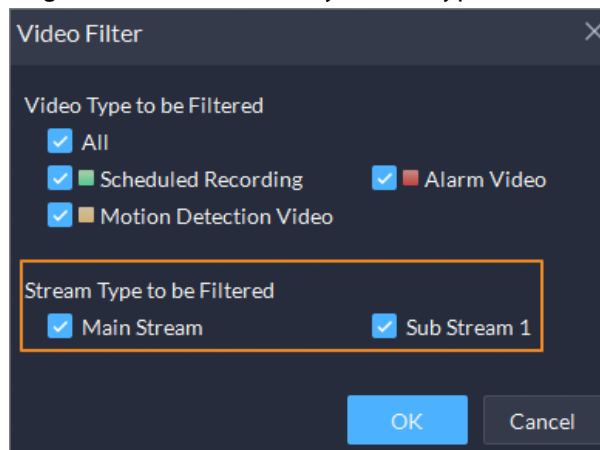 Video Filter
Video Type to be Filtered
All
Scheduled Recording Alarm Video
Motion Detection Video
Stream Type to be Filtered
Main Stream Sub Stream 1
OK Cancel